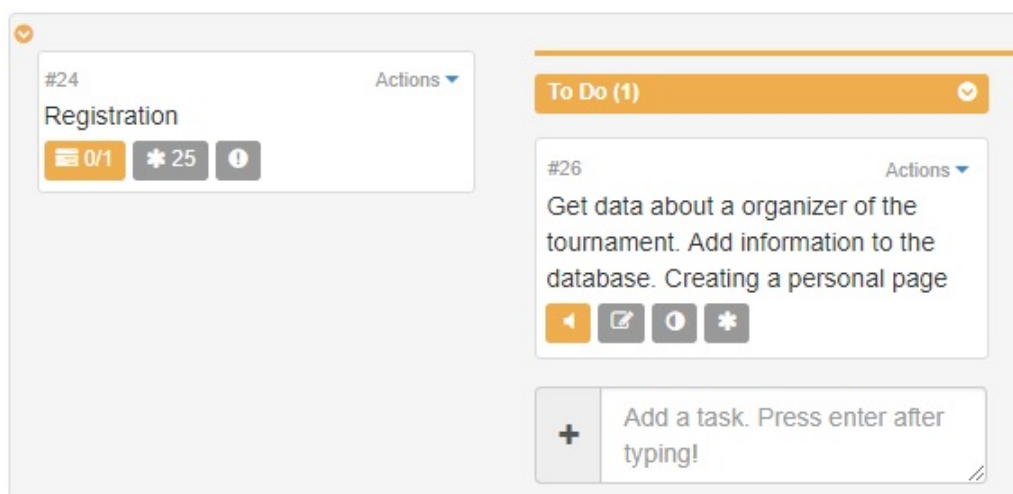 #24 Actions
Registration
0/1 25
To Do (1)
#26 Actions
Get data about a organizer of the
tournament. Add information to the
database. Creating a personal page
Add a task. Press enter after
typing!